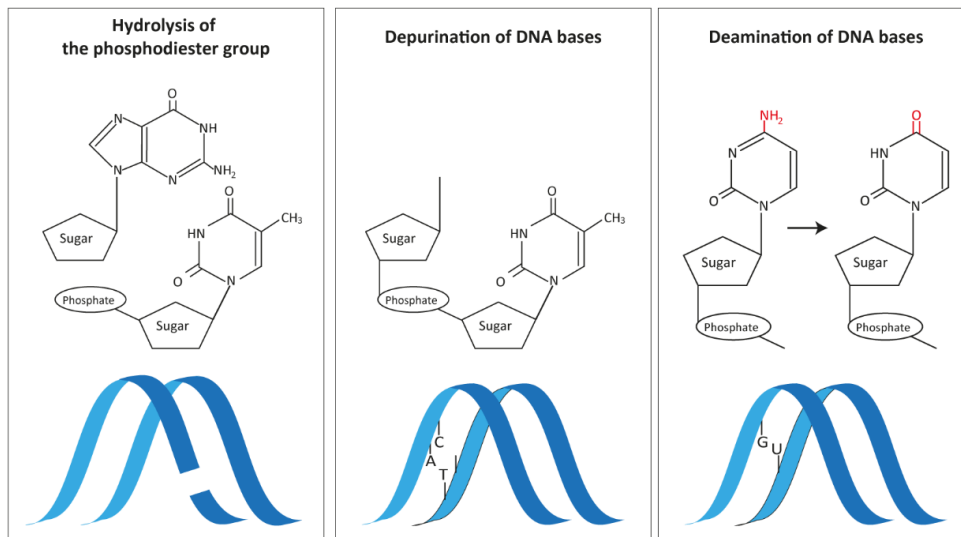 Hydrolysis of
the phosphodiester group
O
N
NH
N
N
NH₂
Sugar
O
CH₃
HN
O
N
Phosphate
Sugar
Depurination of DNA bases
O
CH₃
HN
Sugar
O
N
Phosphate
Sugar
C
A
T
Deamination of DNA bases
NH₂
O
N
HN
O
N
O
N
Sugar
Sugar
Phosphate
Phosphate
G
U